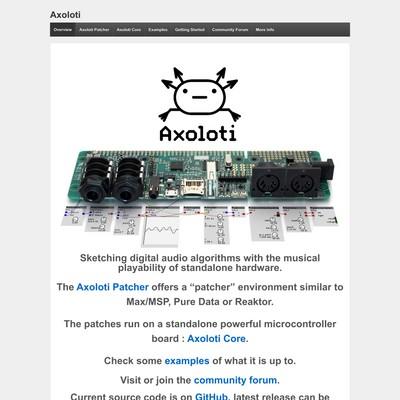 Axoloti
Overview Axoloti Patcher Axoloti Core Examples Getting Started Community Forum More info
Axoloti
Sketching digital audio algorithms with the musical
playability of standalone hardware.
The Axoloti Patcher offers a “patcher” environment similar to
Max/MSP, Pure Data or Reaktor.
The patches run on a standalone powerful microcontroller
board : Axoloti Core.
Check some examples of what it is up to.
Visit or join the community forum.
Current source code is on GitHub, latest release can be